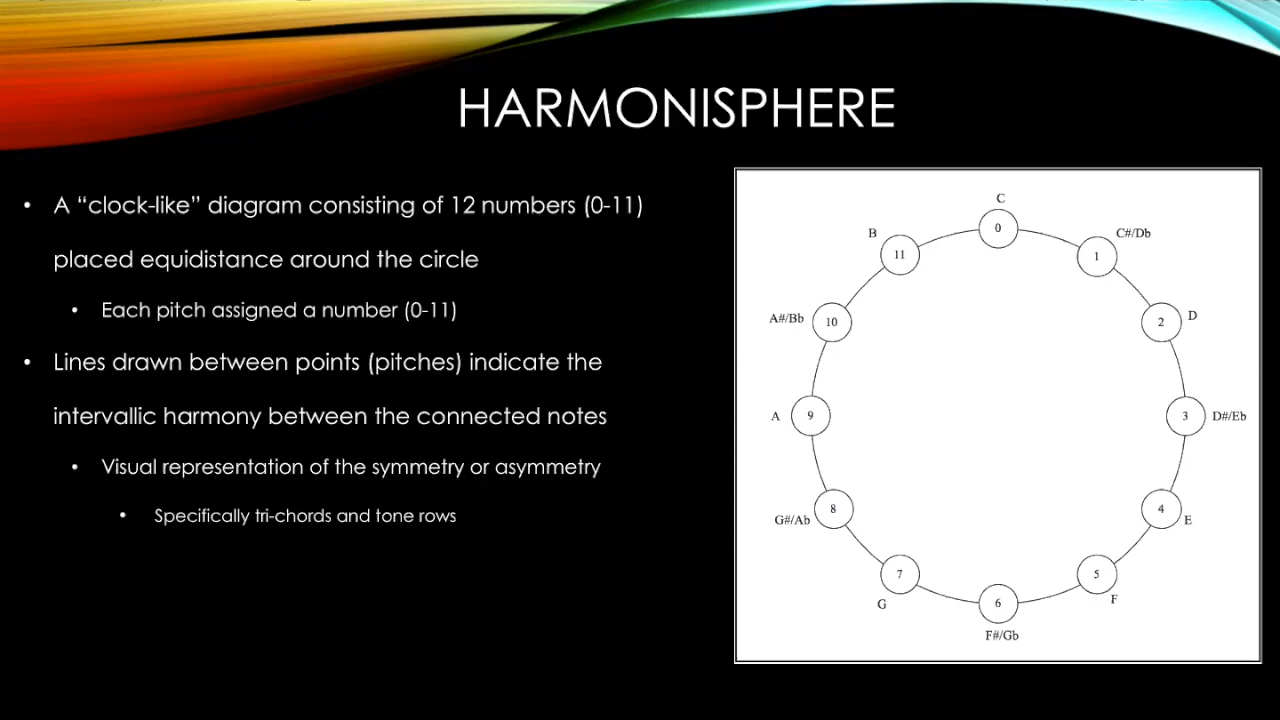 HARMONISPHERE
• A “clock-like” diagram consisting of 12 numbers (0-11)
placed equidistance around the circle
• Each pitch assigned a number (0-11)
• Lines drawn between points (pitches) indicate the
intervallic harmony between the connected notes
• Visual representation of the symmetry or asymmetry
• Specifically tri-chords and tone rows
C
0
C#/Db
1
D
2
D#/Eb
3
E
4
F
5
F#/Gb
6
G
7
G#/Ab
8
A
9
A#/Bb
10
B
11